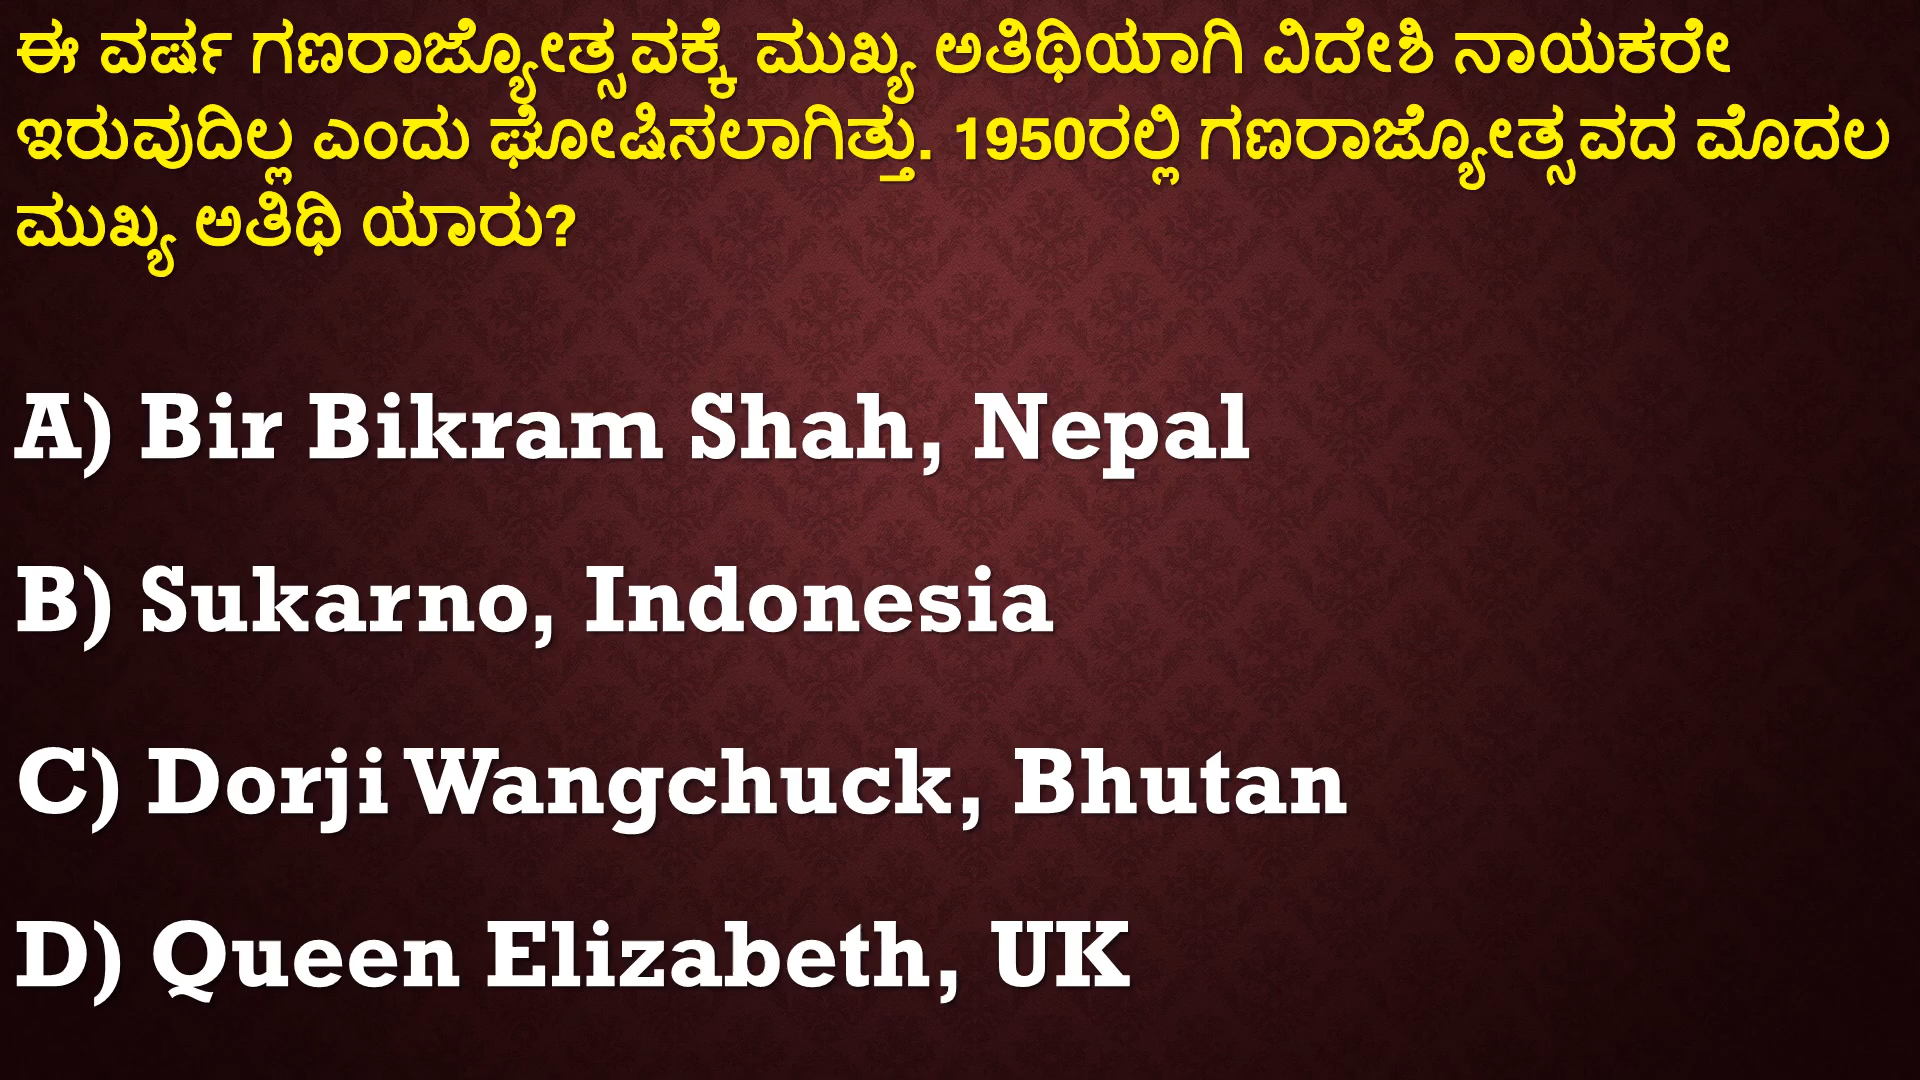 ಈ ವರ್ಷ ಗಣರಾಜ್ಯೋತ್ಸವಕ್ಕೆ ಮುಖ್ಯ ಅತಿಥಿಯಾಗಿ ವಿದೇಶಿ ನಾಯಕರೇ
ಇರುವುದಿಲ್ಲ ಎಂದು ಘೋಷಿಸಲಾಗಿತ್ತು. 1950ರಲ್ಲಿ ಗಣರಾಜ್ಯೋತ್ಸವದ ಮೊದಲ
ಮುಖ್ಯ ಅತಿಥಿ ಯಾರು?
A) Bir Bikram Shah, Nepal
B) Sukarno, Indonesia
C) Dorji Wangchuck, Bhutan
D) Queen Elizabeth, UK